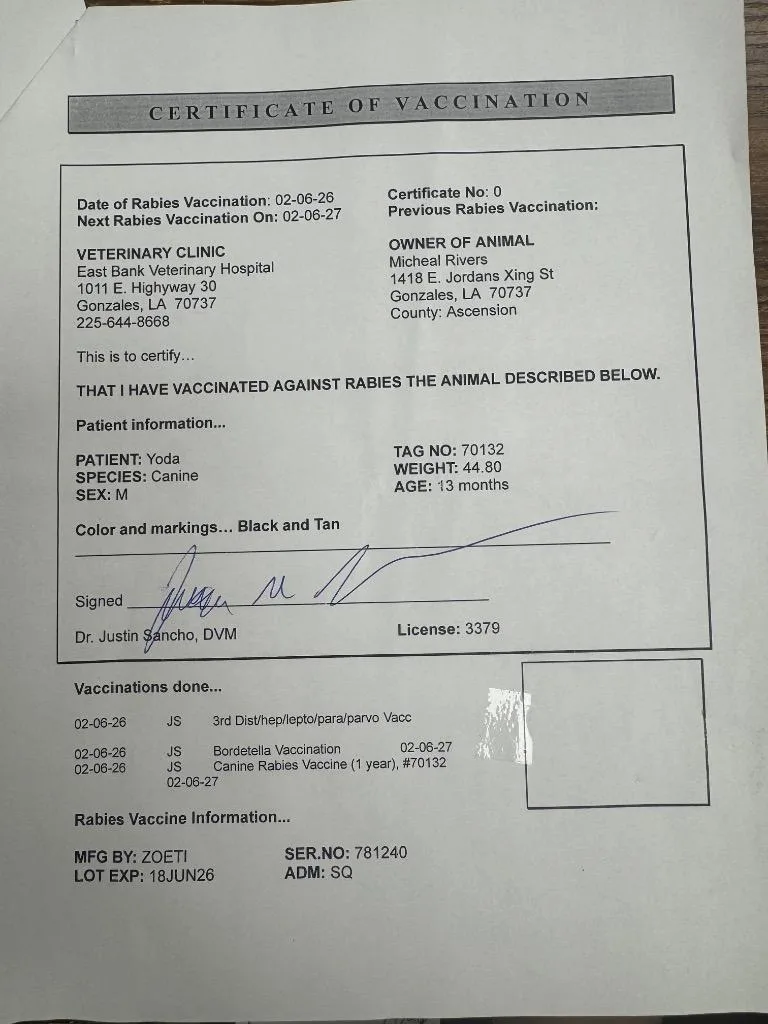 CERTIFICATE OF VACCINATION
Date of Rabies Vaccination: 02-06-26
Next Rabies Vaccination On: 02-06-27
Certificate No: 0
Previous Rabies Vaccination:
VETERINARY CLINIC
East Bank Veterinary Hospital
1011 E. Highyway 30
Gonzales, LA 70737
225-644-8668
OWNER OF ANIMAL
Micheal Rivers
1418 E. Jordans Xing St
Gonzales, LA 70737
County: Ascension
This is to certify...
THAT I HAVE VACCINATED AGAINST RABIES THE ANIMAL DESCRIBED BELOW.
Patient information...
PATIENT: Yoda
SPECIES: Canine
SEX: M
TAG NO: 70132
WEIGHT: 44.80
AGE: 13 months
Color and markings... Black and Tan
Signed
Dr. Justin Sancho, DVM
License: 3379
Vaccinations done...
02-06-26 JS 3rd Dist/hep/lepto/para/parvo Vacc
02-06-26 JS Bordetella Vaccination 02-06-27
02-06-26 JS Canine Rabies Vaccine (1 year), #70132
02-06-27
Rabies Vaccine Information...
MFG BY: ZOETI
LOT EXP: 18JUN26
SER.NO: 781240
ADM: SQ